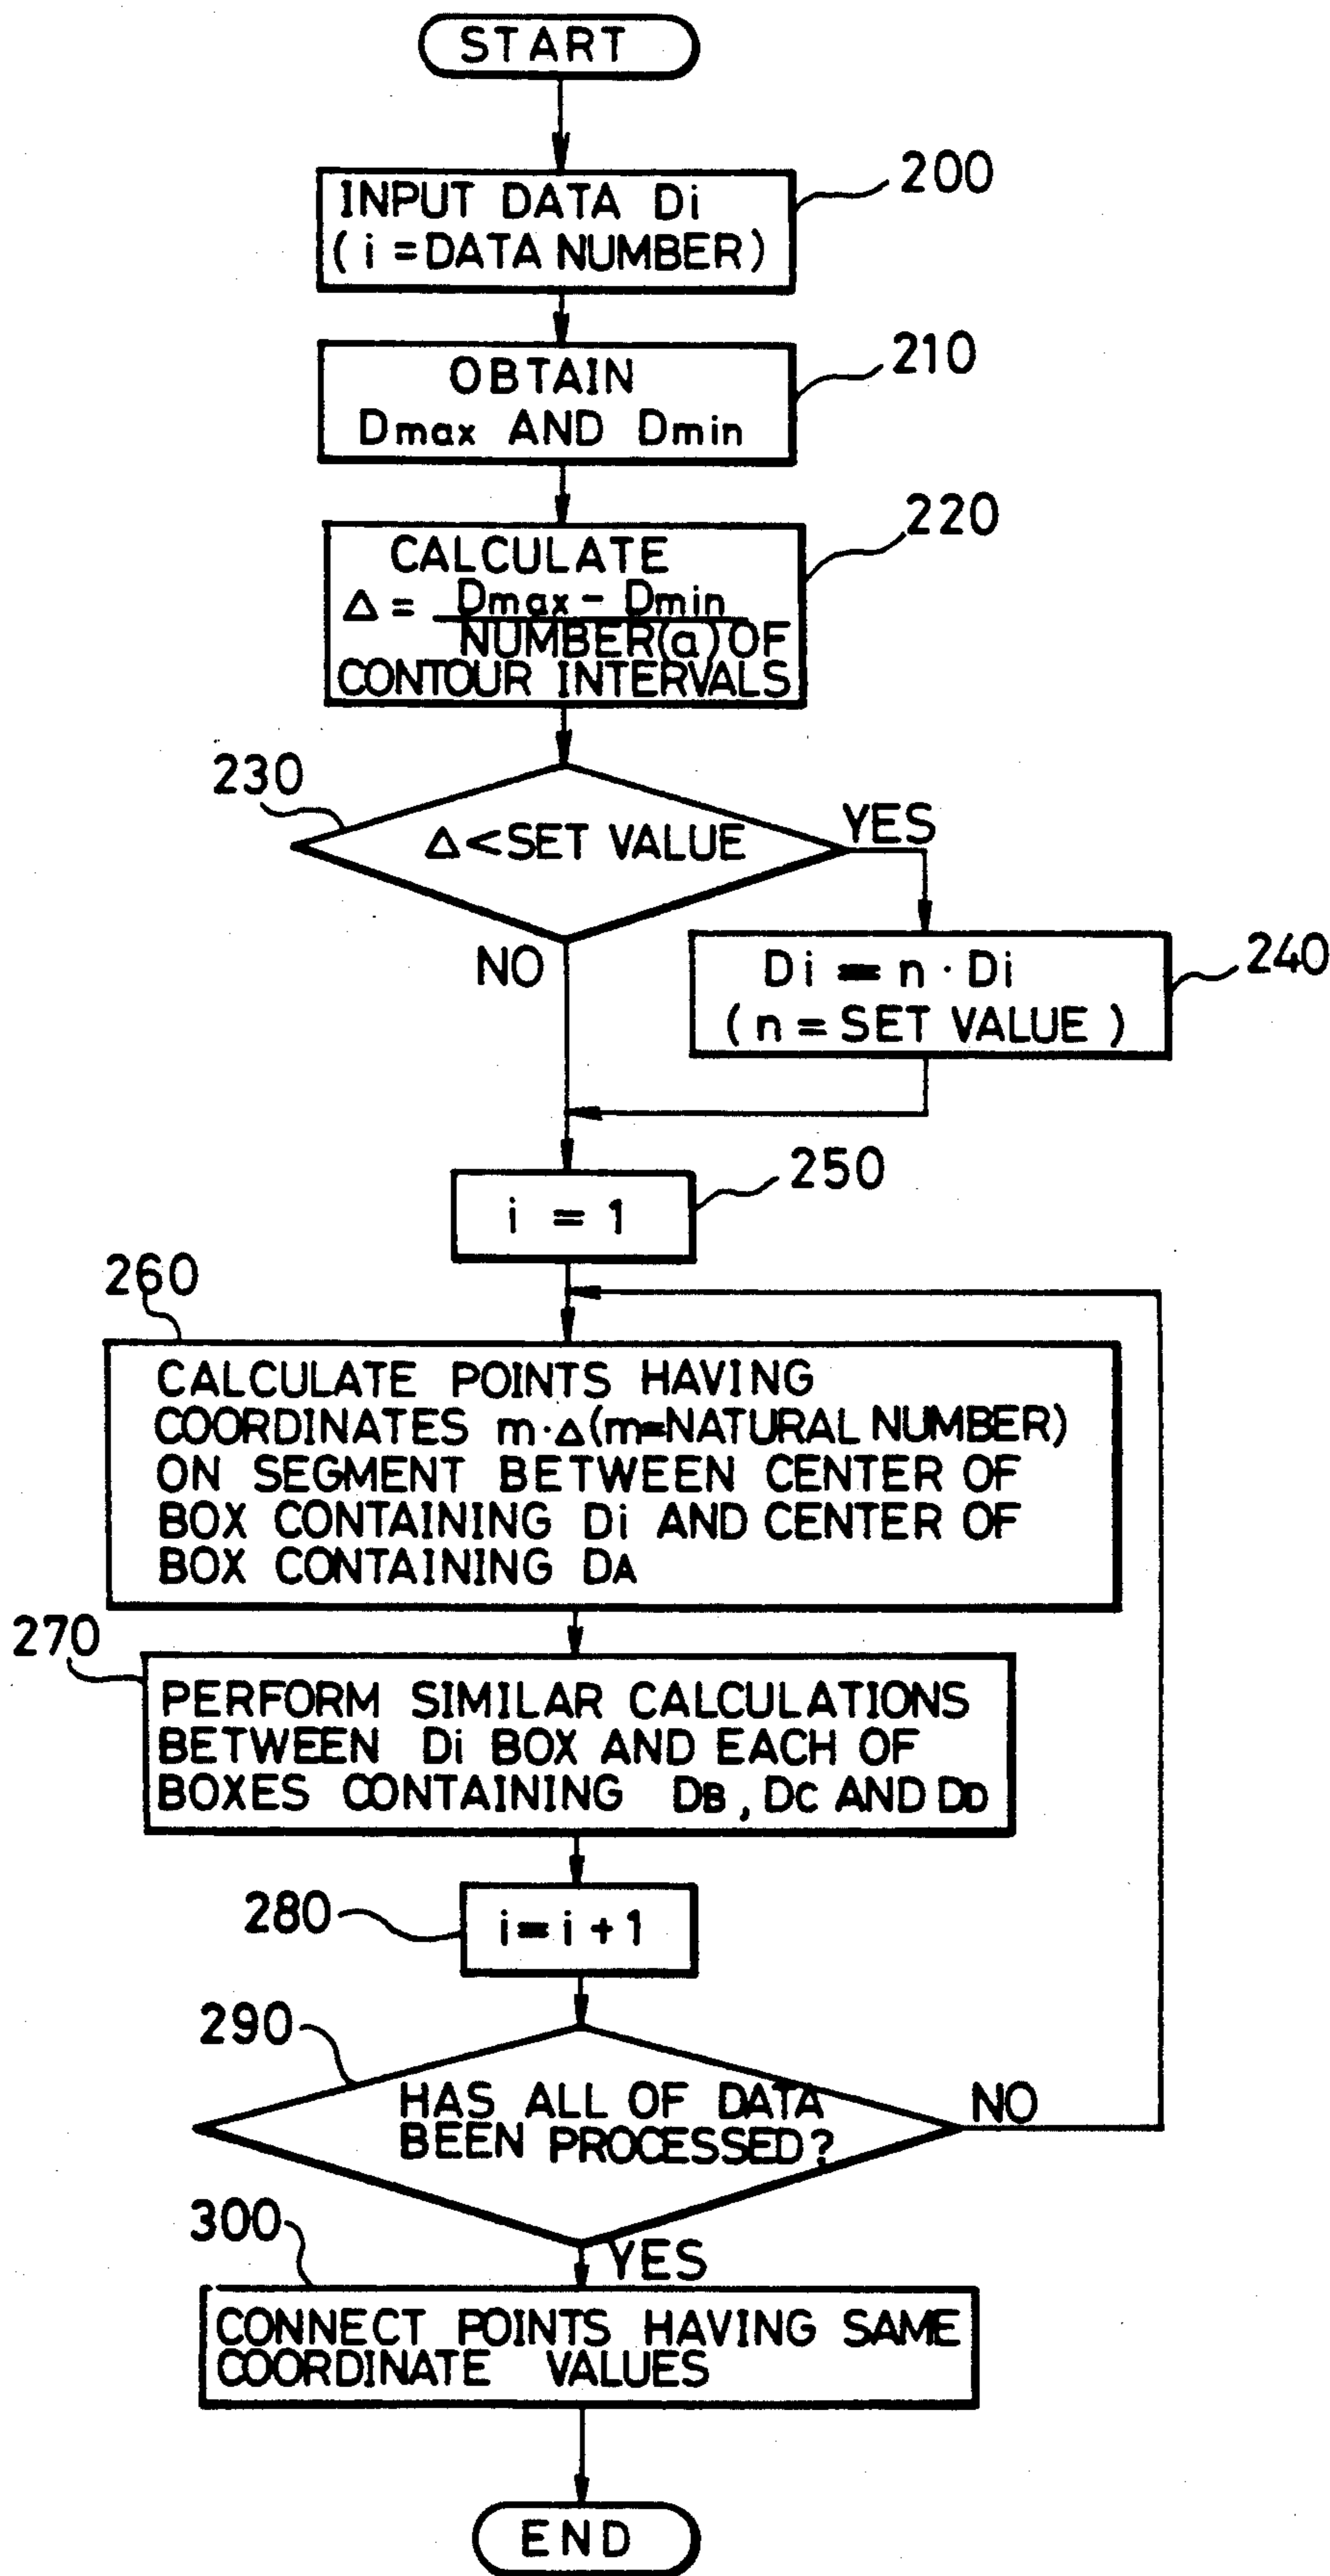 START
200
INPUT DATA Di
( i = DATA NUMBER )
210
OBTAIN
Dmax AND Dmin
220
CALCULATE
Δ = Dmax - Dmin
NUMBER(a) OF
CONTOUR INTERVALS
230
Δ < SET VALUE
YES
NO
240
Di = n · Di
( n = SET VALUE )
250
i = 1
260
CALCULATE POINTS HAVING
COORDINATES m·Δ(m=NATURAL NUMBER)
ON SEGMENT BETWEEN CENTER OF
BOX CONTAINING Di AND CENTER OF
BOX CONTAINING DA
270
PERFORM SIMILAR CALCULATIONS
BETWEEN Di BOX AND EACH OF
BOXES CONTAINING DB , DC AND DD
280
i = i + 1
290
HAS ALL OF DATA
BEEN PROCESSED?
NO
YES
300
CONNECT POINTS HAVING SAME
COORDINATE VALUES
END